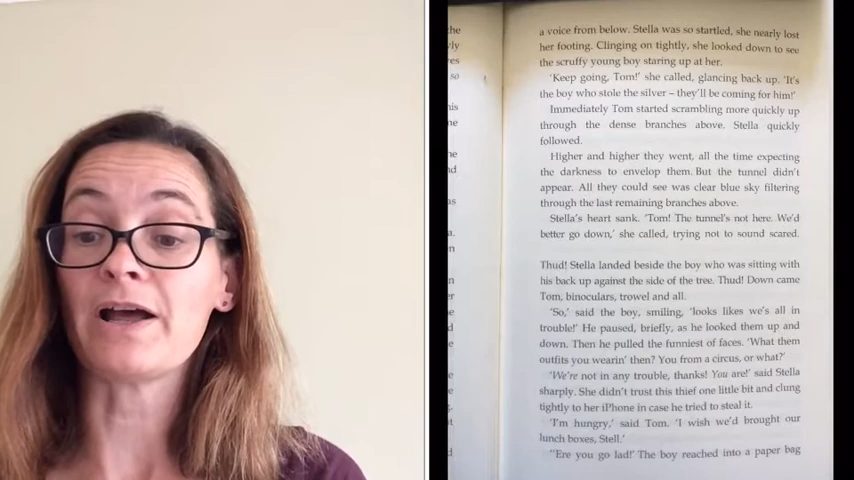 the
a voice from below. Stella was so startled, she nearly lost
her footing. Clinging on tightly, she looked down to see
the scruffy young boy staring up at her.
so
'Keep going, Tom!' she called, glancing back up. 'It's
the boy who stole the silver – they'll be coming for him!'
Immediately Tom started scrambling more quickly up
through the dense branches above. Stella quickly
followed.
Higher and higher they went, all the time expecting
the darkness to envelop them. But the tunnel didn't
appear. All they could see was clear blue sky filtering
through the last remaining branches above.
Stella's heart sank. 'Tom! The tunnel's not here. We'd
better go down,' she called, trying not to sound scared.
Thud! Stella landed beside the boy who was sitting with
his back up against the side of the tree. Thud! Down came
Tom, binoculars, trowel and all.
'So,' said the boy, smiling, 'looks likes we's all in
trouble!' He paused, briefly, as he looked them up and
down. Then he pulled the funniest of faces. 'What them
outfits you wearin' then? You from a circus, or what?'
'We're not in any trouble, thanks! You are!' said Stella
sharply. She didn't trust this thief one little bit and clung
tightly to her iPhone in case he tried to steal it.
'I'm hungry,' said Tom. 'I wish we'd brought our
lunch boxes, Stell.'
''Ere you go lad!' The boy reached into a paper bag